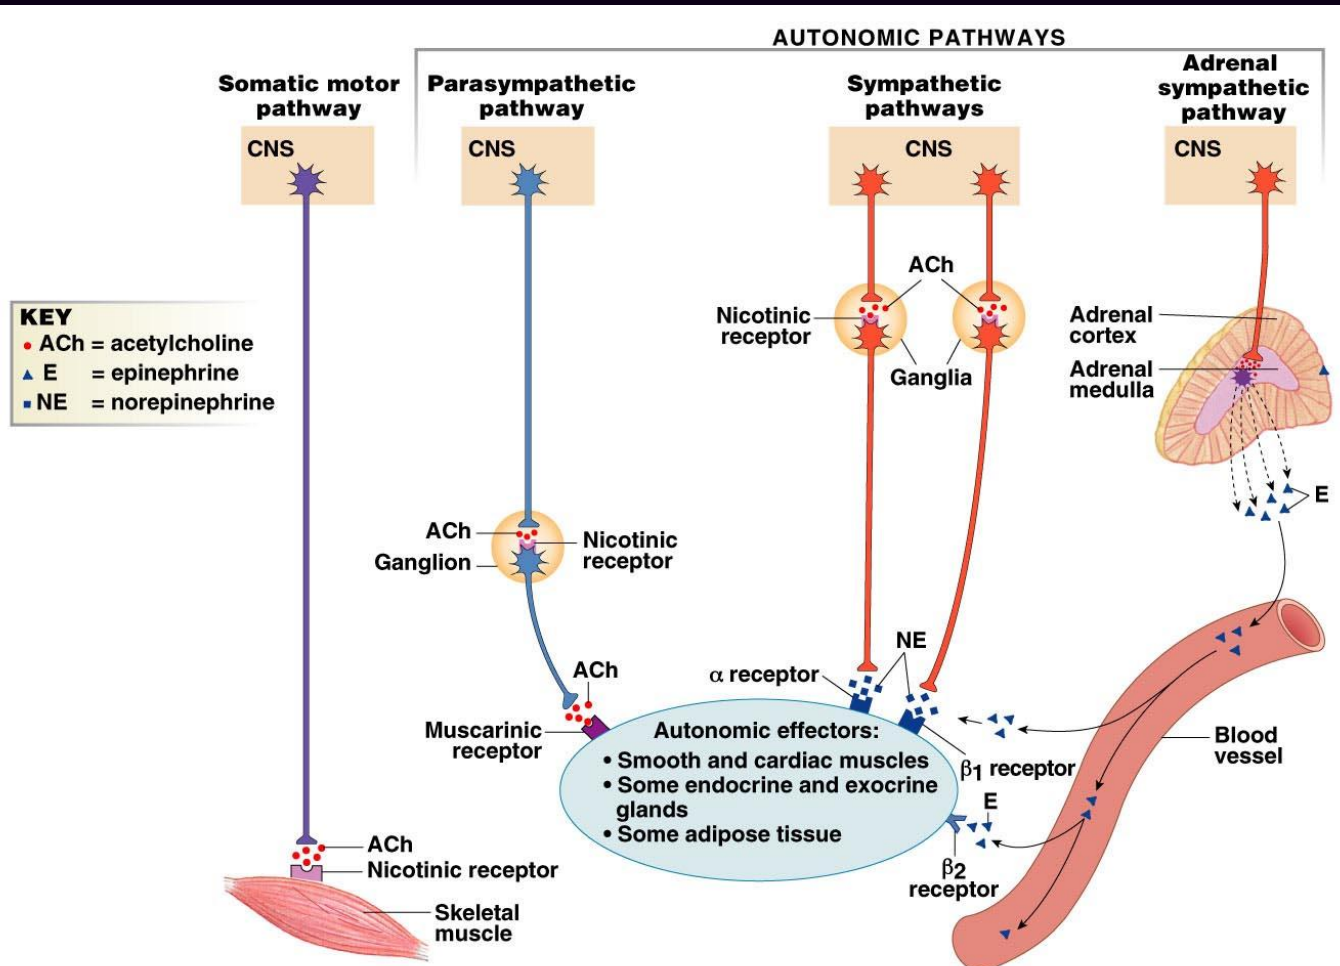 AUTONOMIC PATHWAYS
Somatic motor
pathway
Parasympathetic
pathway
Sympathetic
pathways
Adrenal
sympathetic
pathway
CNS
CNS
CNS
CNS
KEY
ACh = acetylcholine
E = epinephrine
NE = norepinephrine
ACh
Nicotinic
receptor
Ganglia
Adrenal
cortex
Adrenal
medulla
E
ACh
Ganglion
Nicotinic
receptor
ACh
Muscarinic
receptor
α receptor
NE
Autonomic effectors:
• Smooth and cardiac muscles
• Some endocrine and exocrine
glands
• Some adipose tissue
β1 receptor
E
β2
receptor
Blood
vessel
ACh
Nicotinic receptor
Skeletal
muscle